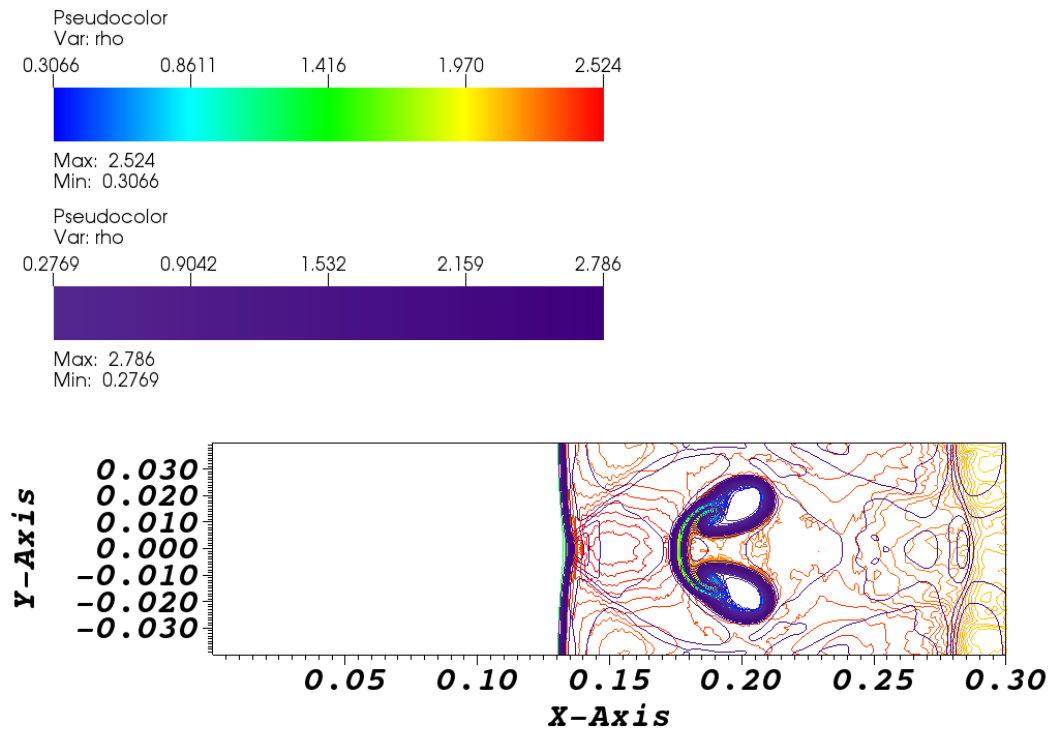 Pseudocolor
Var: rho
0.3066 0.8611 1.416 1.970 2.524
Max: 2.524
Min: 0.3066
Pseudocolor
Var: rho
0.2769 0.9042 1.532 2.159 2.786
Max: 2.786
Min: 0.2769
0.030
0.020
0.010
0.000
-0.010
-0.020
-0.030
Y-Axis
0.05 0.10 0.15 0.20 0.25 0.30
X-Axis